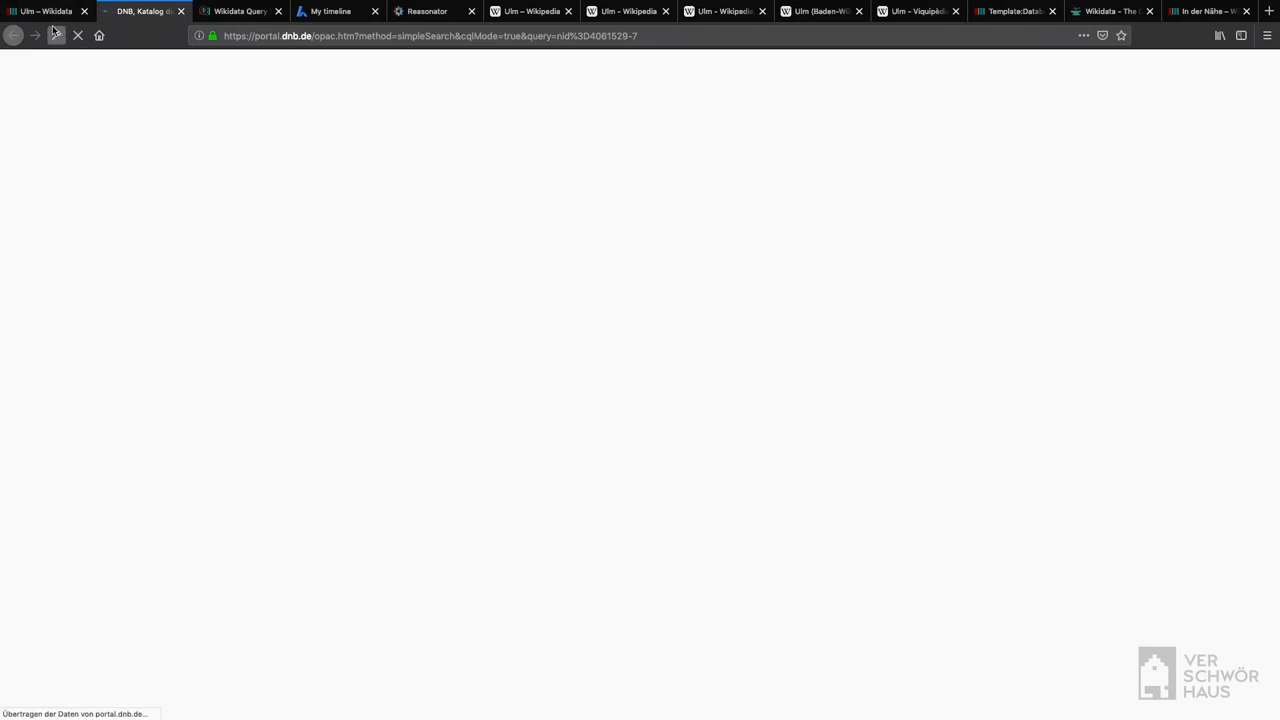 Ulm – Wikidata
DNB, Katalog de
Wikidata Query
My timeline
Reasonator
Ulm – Wikipedia
Ulm - Wikipedia
Ulm - Wikipedia
Ulm (Baden-Wü
Ulm - Viquipèdi
Template:Datab
Wikidata – The
In der Nähe – W
https://portal.dnb.de/opac.htm?method=simpleSearch&cqlMode=true&query=nid%3D4061529-7
VER
SCHWÖR
HAUS
Übertragen der Daten von portal.dnb.de...